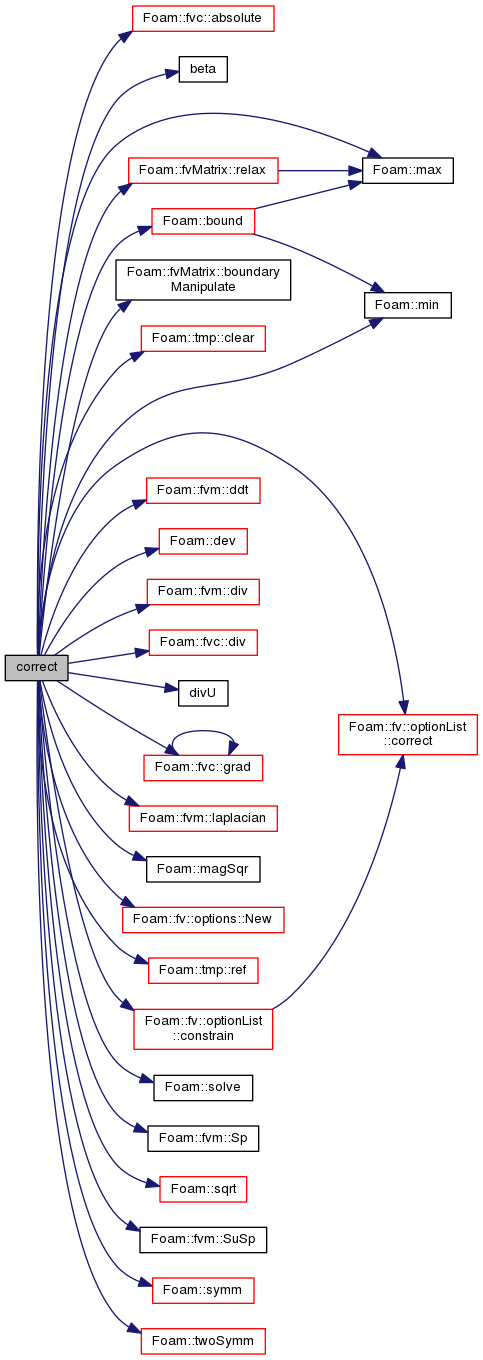 Foam::fvc::absolute
beta
Foam::fvMatrix::relax
Foam::max
Foam::bound
Foam::fvMatrix::boundary
Manipulate
Foam::min
Foam::tmp::clear
Foam::fvm::ddt
Foam::dev
Foam::fvm::div
Foam::fvc::div
correct
divU
Foam::fv::optionList
::correct
Foam::fvc::grad
Foam::fvm::laplacian
Foam::magSqr
Foam::fv::options::New
Foam::tmp::ref
Foam::fv::optionList
::constrain
Foam::solve
Foam::fvm::Sp
Foam::sqrt
Foam::fvm::SuSp
Foam::symm
Foam::twoSymm